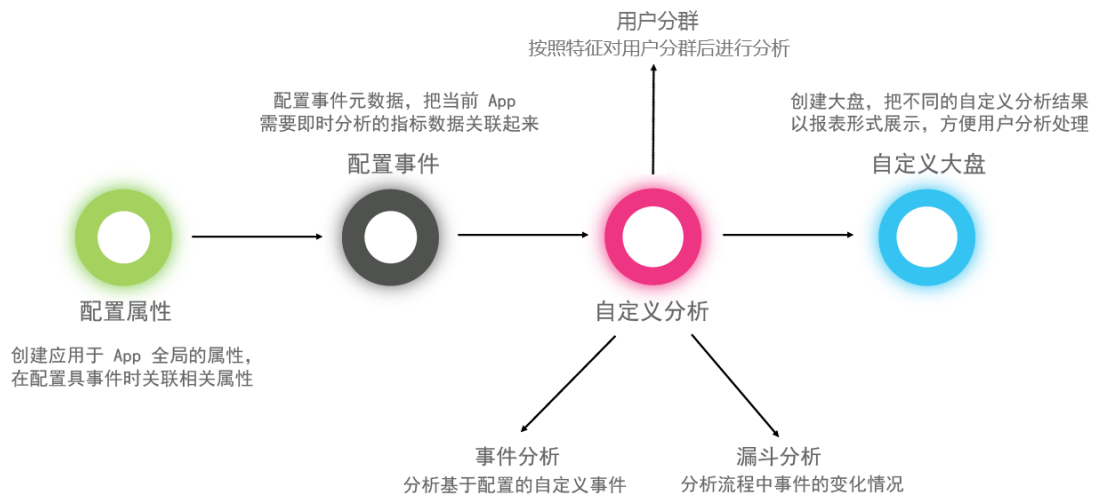 用户分群
按照特征对用户分群后进行分析
配置事件元数据，把当前 App
需要即时分析的指标数据关联起来
配置事件
创建大盘，把不同的自定义分析结果
以报表形式展示，方便用户分析处理
自定义大盘
配置属性
创建应用于 App 全局的属性，
在配置具事件时关联相关属性
自定义分析
事件分析
分析基于配置的自定义事件
漏斗分析
分析流程中事件的变化情况